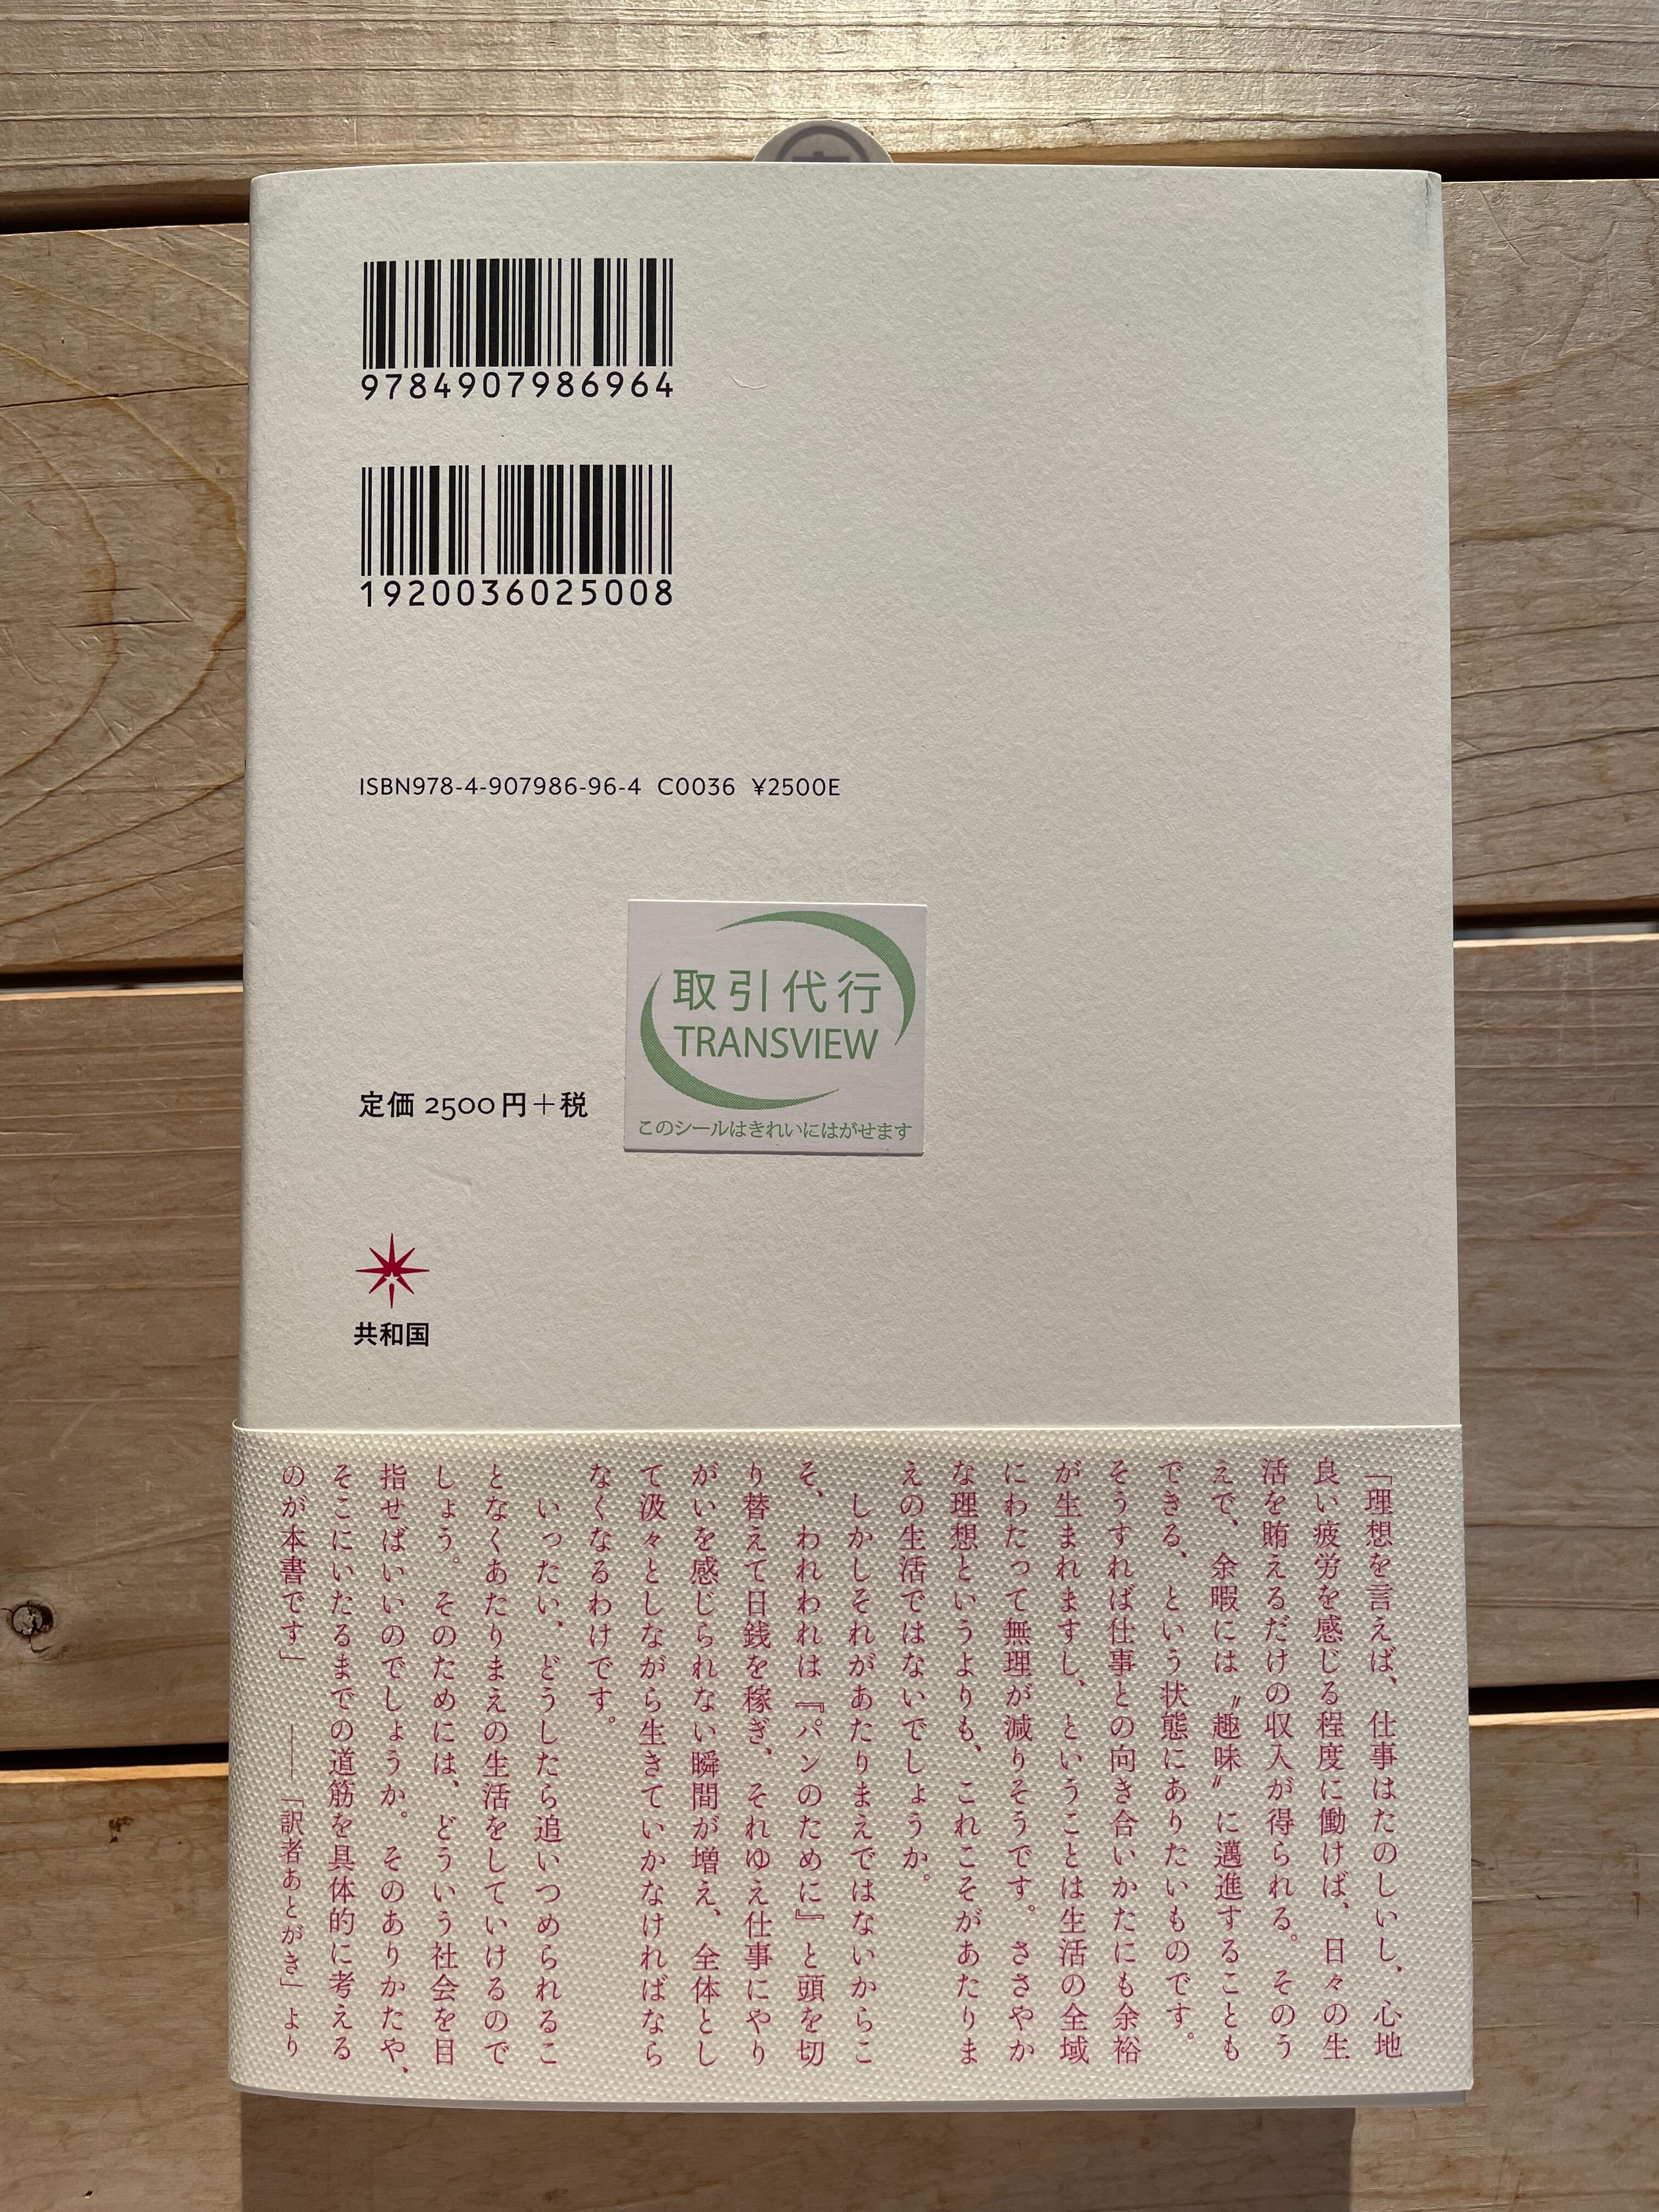 9784907986964
1920036025008
ISBN978-4-907986-96-4 C0036 ¥2500E
取引代行
TRANSVIEW
このシールはきれいにはがせます
定価 2500円+税
共和国
「理想を言えば、仕事はたのしいし、心地
良い疲労を感じる程度に働けば、日々の生
活を賄えるだけの収入が得られる。そのう
えで、余暇には〝趣味〟に邁進することも
できる、という状態にありたいものです。
そうすれば仕事との向き合いかたにも余裕
が生まれますし、ということは生活の全域
にわたって無理が減りそうです。ささやか
な理想というよりも、これこそがあたりま
えの生活ではないでしょうか。
しかしそれがあたりまえではないからこ
そ、われわれは『パンのために』と頭を切
り替えて日銭を稼ぎ、それゆえ仕事にやり
がいを感じられない瞬間が増え、全体とし
て汲々としながら生きていかなければなら
なくなるわけです。
いったい、どうしたら追いつめられるこ
となくあたりまえの生活をしていけるので
しょう。そのためには、どういう社会を目
指せばいいのでしょうか。そのありかたや、
そこにいたるまでの道筋を具体的に考える
のが本書です」 ――「訳者あとがき」より